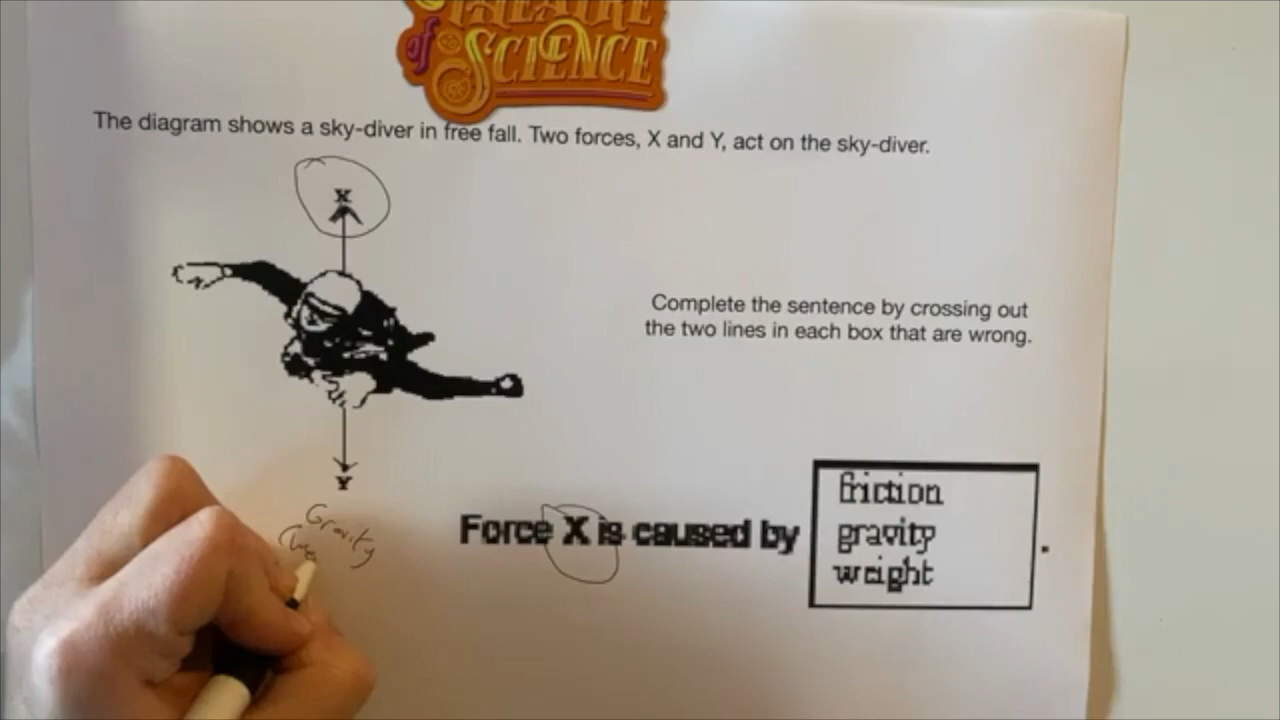 THEATRE
of
SCIENCE
The diagram shows a sky-diver in free fall. Two forces, X and Y, act on the sky-diver.
X
Complete the sentence by crossing out
the two lines in each box that are wrong.
Y
Gravity
(We
Force X is caused by
friction
gravity
weight
.